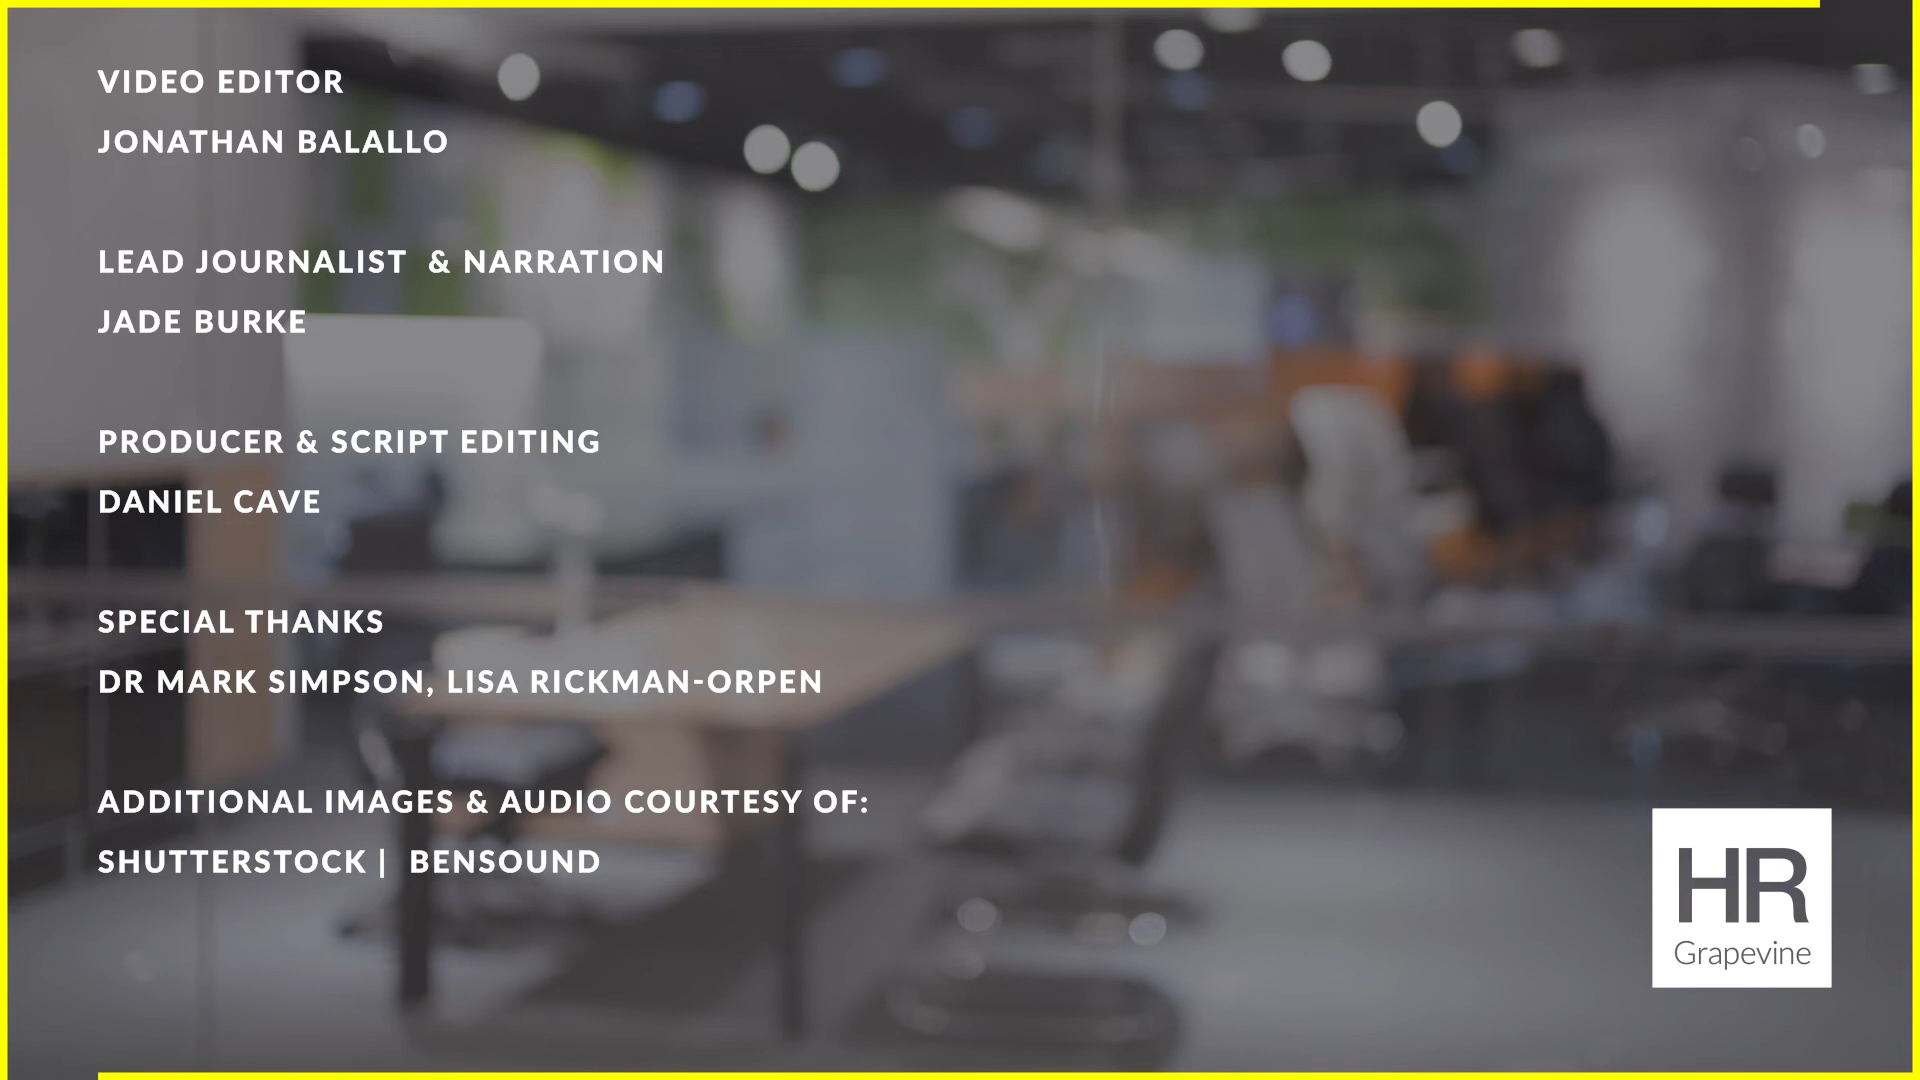 VIDEO EDITOR
JONATHAN BALALLO
LEAD JOURNALIST  & NARRATION
JADE BURKE
PRODUCER & SCRIPT EDITING
DANIEL CAVE
SPECIAL THANKS
DR MARK SIMPSON, LISA RICKMAN-ORPEN
ADDITIONAL IMAGES & AUDIO COURTESY OF:
SHUTTERSTOCK |  BENSOUND
HR
Grapevine